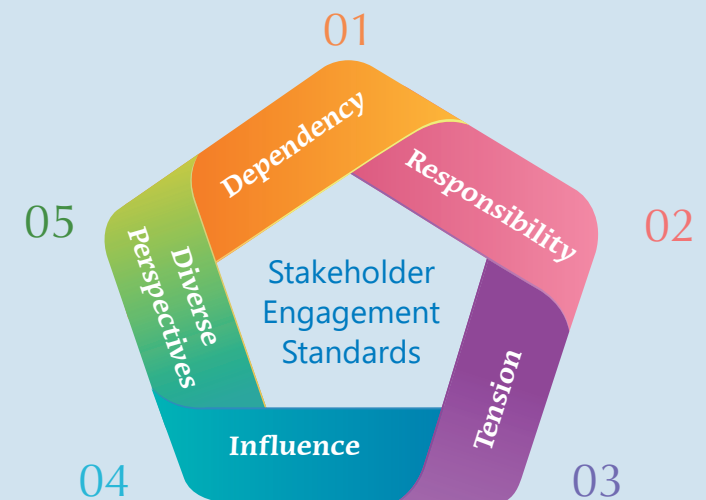 01
Dependency
02
Responsibility
03
Tension
04
Influence
05
Diverse
Perspectives
Stakeholder
Engagement
Standards